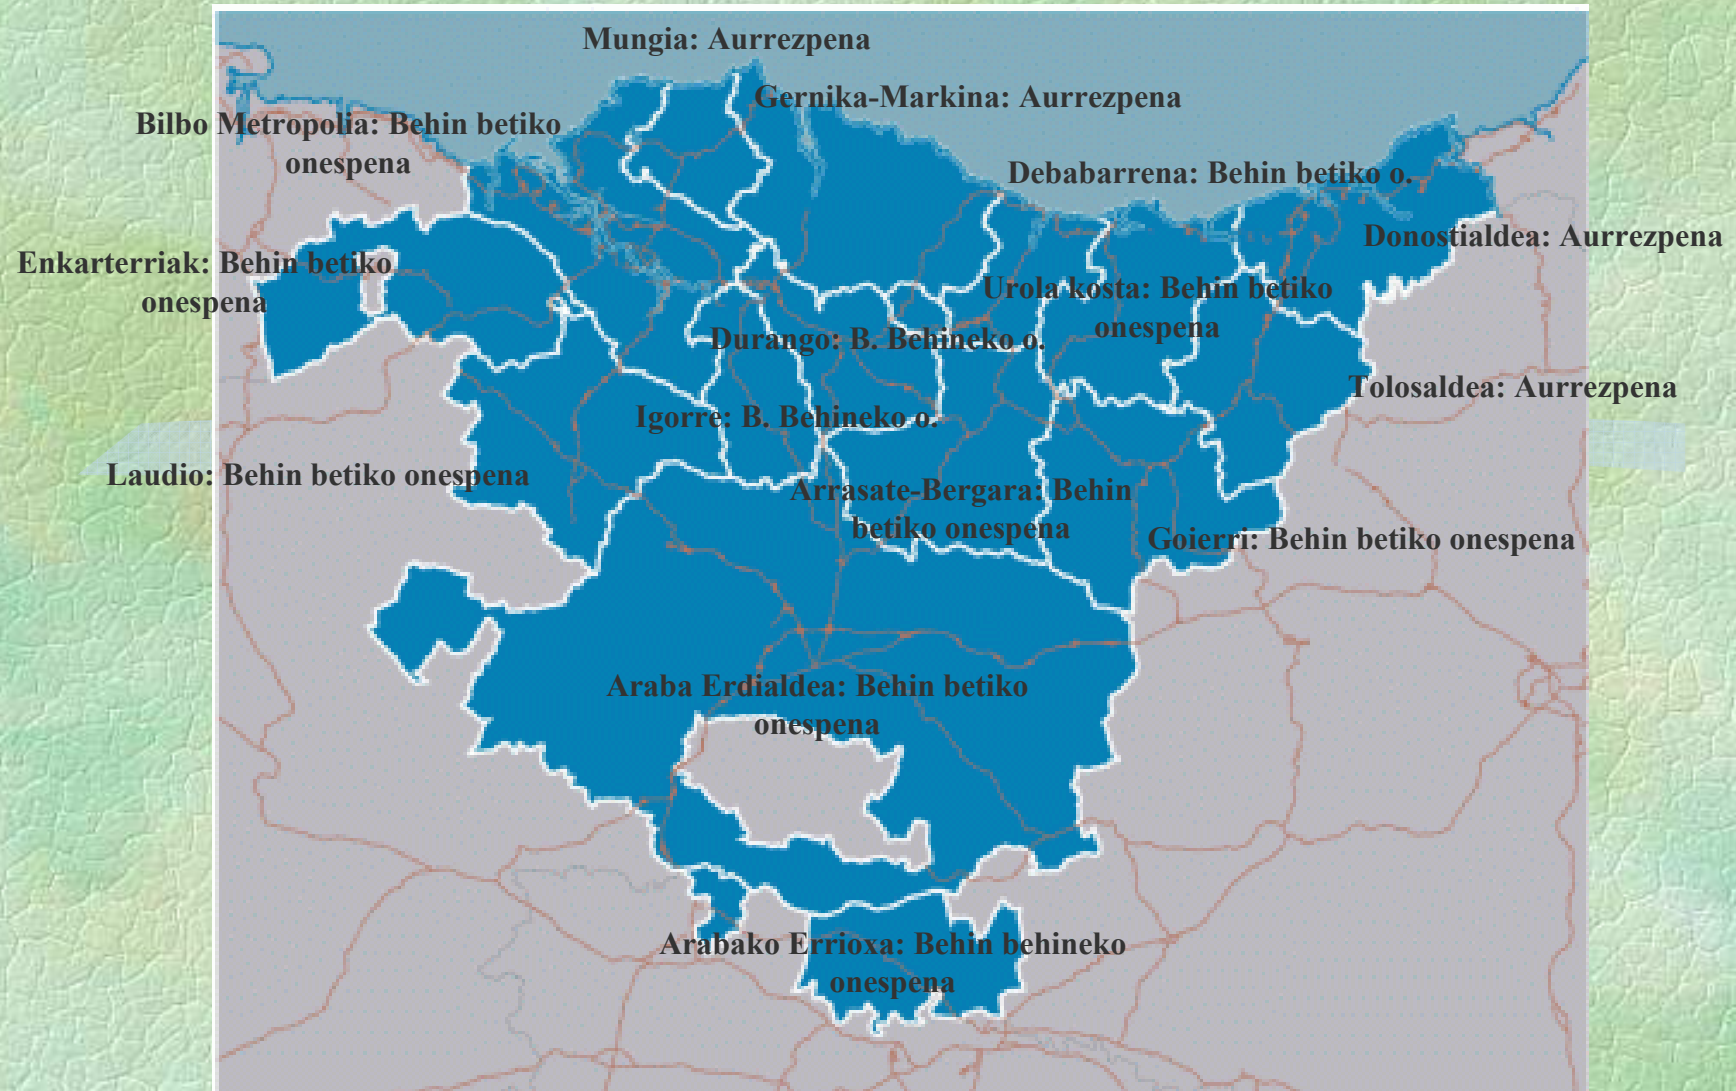 Mungia: Aurrezpena
Gernika-Markina: Aurrezpena
Bilbo Metropolia: Behin betiko
onespena
Debabarrena: Behin betiko o.
Donostialdea: Aurrezpena
Enkarterriak: Behin betiko
onespena
Urola kosta: Behin betiko
onespena
Durango: B. Behineko o.
Tolosaldea: Aurrezpena
Igorre: B. Behineko o.
Laudio: Behin betiko onespena
Arrasate-Bergara: Behin
betiko onespena
Goierri: Behin betiko onespena
Araba Erdialdea: Behin betiko
onespena
Arabako Errioxa: Behin behineko
onespena